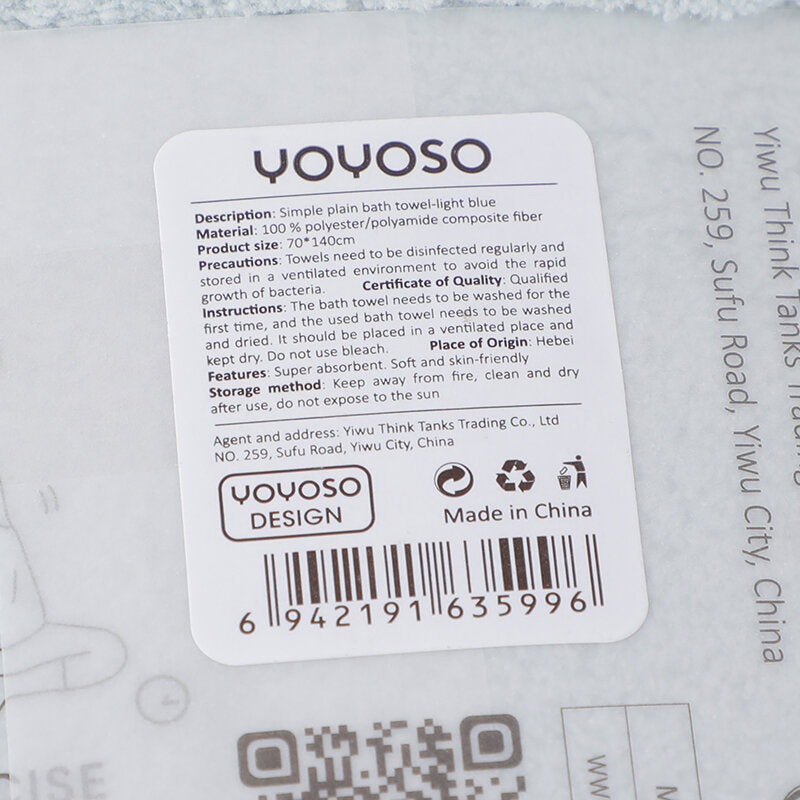 YOYOSO
Description: Simple plain bath towel-light blue
Material: 100 % polyester/polyamide composite fiber
Product size: 70*140cm
Precautions: Towels need to be disinfected regularly and
stored in a ventilated environment to avoid the rapid
growth of bacteria. Certificate of Quality: Qualified
Instructions: The bath towel needs to be washed for the
first time, and the used bath towel needs to be washed
and dried. It should be placed in a ventilated place and
kept dry. Do not use bleach. Place of Origin: Hebei
Features: Super absorbent. Soft and skin-friendly
Storage method: Keep away from fire, clean and dry
after use, do not expose to the sun
Agent and address: Yiwu Think Tanks Trading Co., Ltd
NO. 259, Sufu Road, Yiwu City, China
YOYOSO
DESIGN
Made in China
6 942191 635996
Yiwu Think Tanks Trading
NO. 259, Sufu Road, Yiwu City, China